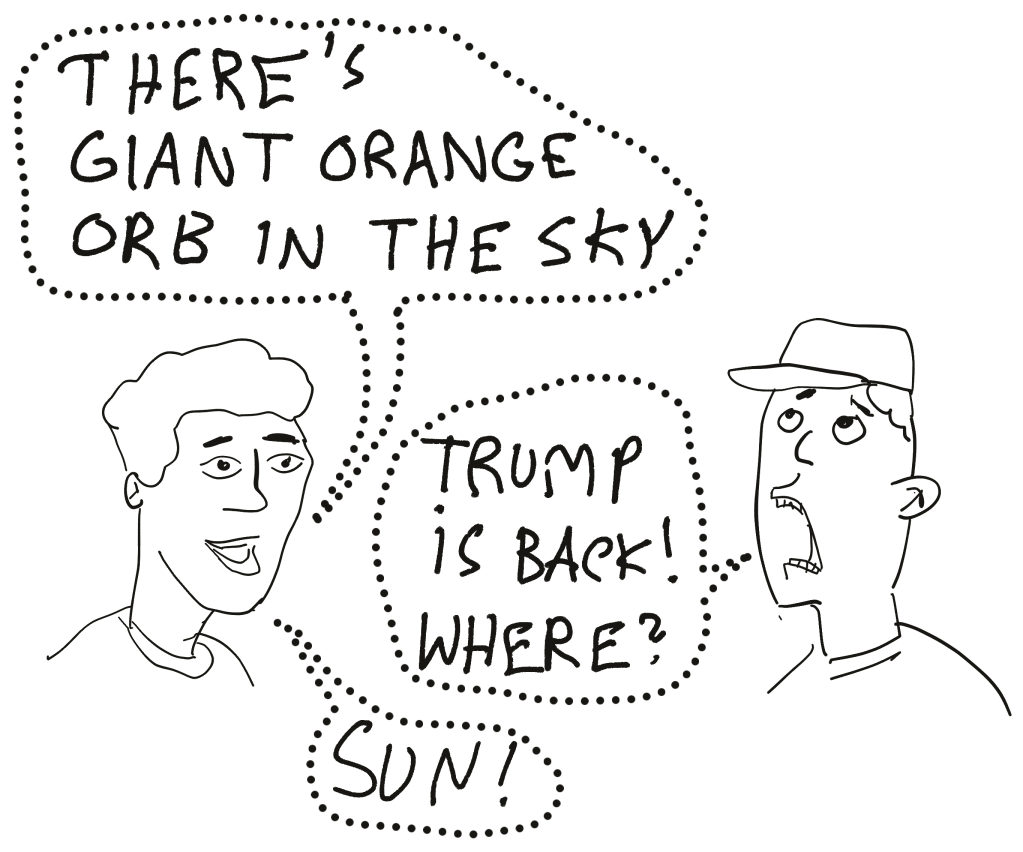 THERE'S
GIANT ORANGE
ORB IN THE SKY
TRUMP
IS BACK!
WHERE?
SUN!